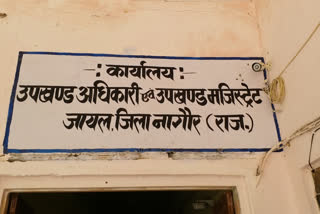 -: कार्यालय :-
उपखण्ड अधिकारी एवं उपखण्ड मजिस्ट्रेट
जायल, जिला नागौर (राज.)